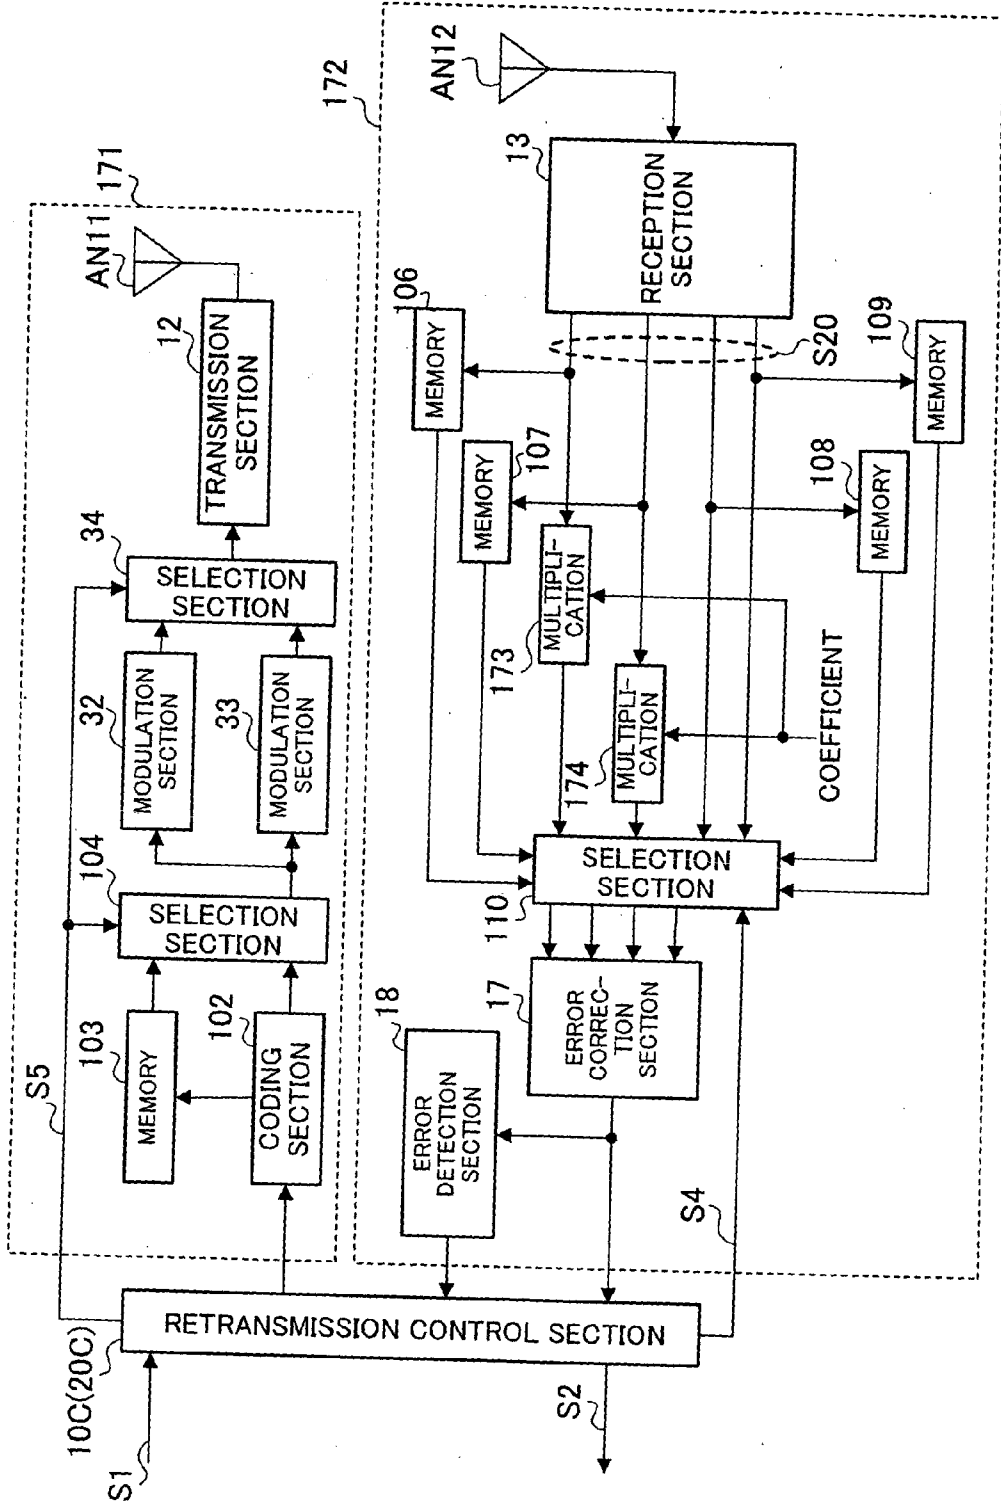 171
AN11
12
TRANSMISSION
SECTION
34
SELECTION
SECTION
32
MODULATION
SECTION
33
MODULATION
SECTION
104
SELECTION
SECTION
103
MEMORY
102
CODING
SECTION
S5
10C(20C)
RETRANSMISSION CONTROL SECTION
S1
S2
S4
172
AN12
13
RECEPTION
SECTION
S20
106
MEMORY
107
MEMORY
108
MEMORY
109
MEMORY
173
MULTIPLI-
CATION
174
MULTIPLI-
CATION
COEFFICIENT
110
SELECTION
SECTION
17
ERROR
CORREC-
TION
SECTION
18
ERROR
DETECTION
SECTION